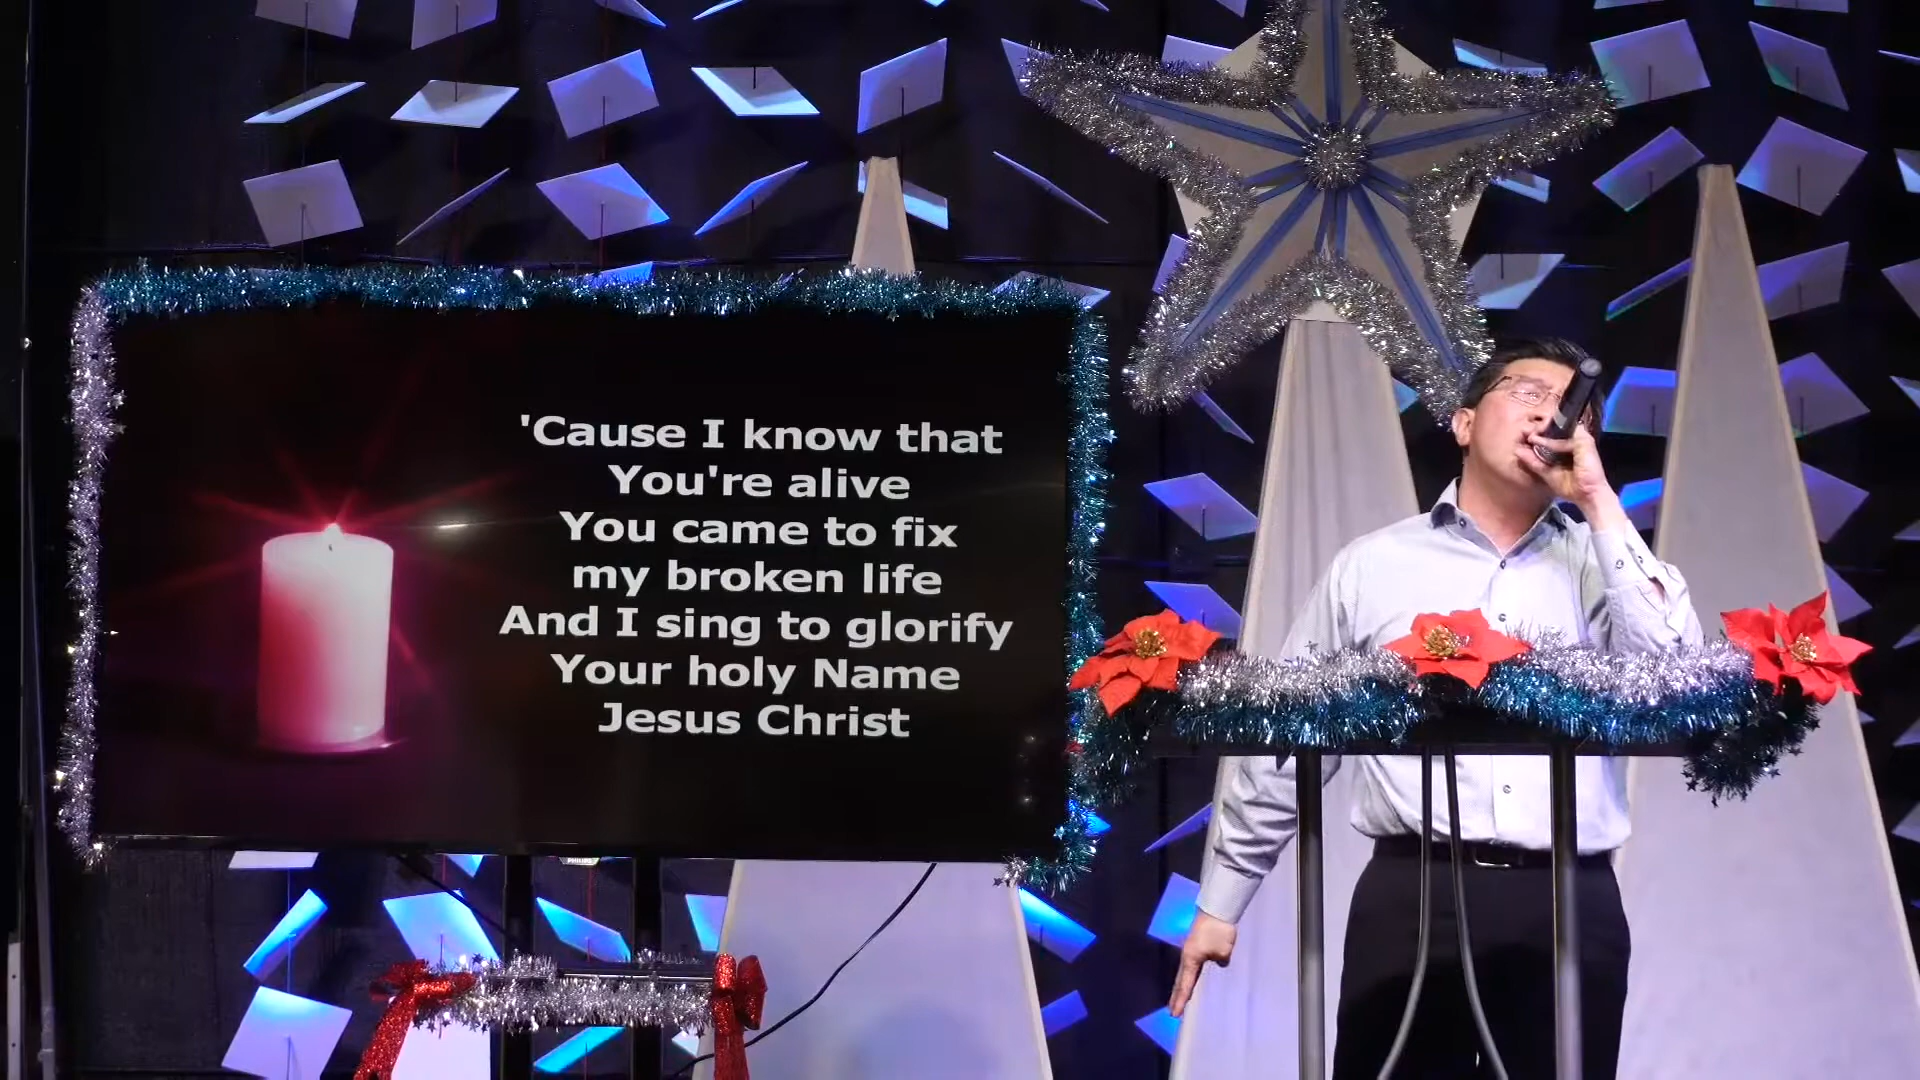 'Cause I know that
You're alive
You came to fix
my broken life
And I sing to glorify
Your holy Name
Jesus Christ
PHILIPS